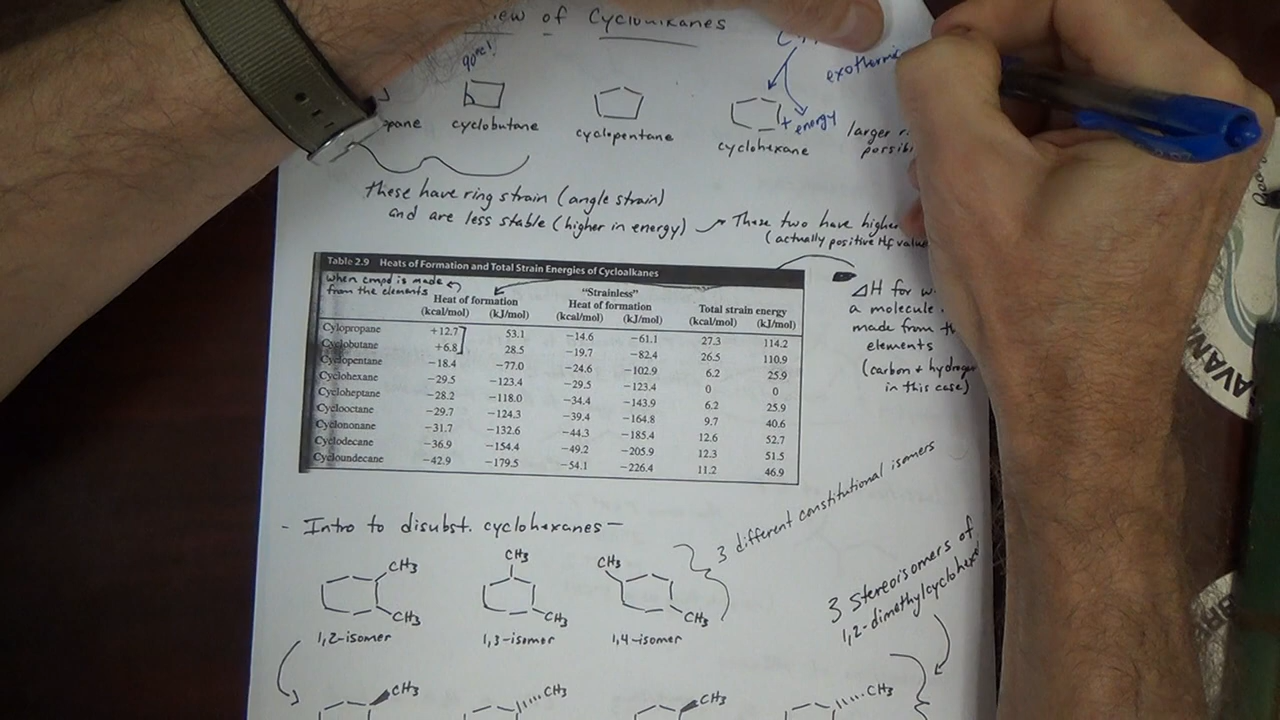 of Cycloalkanes
90°!
exothermic
cyclobutane
cyclopentane
cyclohexane
+ energy
larger
these have ring strain (angle strain)
and are less stable (higher in energy)
These two have higher
(actually positive Hf value
Table 2.9 Heats of Formation and Total Strain Energies of Cycloalkanes
when cmpd is made
from the elements
Heat of formation "Strainless" Heat of formation Total strain energy
(kcal/mol) (kJ/mol) (kcal/mol) (kJ/mol) (kcal/mol) (kJ/mol)
Cylopropane +12.7 53.1 −14.6 −61.1 27.3 114.2
Cyclobutane +6.8 28.5 −19.7 −82.4 26.5 110.9
Cyclopentane −18.4 −77.0 −24.6 −102.9 6.2 25.9
Cyclohexane −29.5 −123.4 −29.5 −123.4 0 0
Cycloheptane −28.2 −118.0 −34.4 −143.9 6.2 25.9
Cyclooctane −29.7 −124.3 −39.4 −164.8 9.7 40.6
Cyclononane −31.7 −132.6 −44.3 −185.4 12.6 52.7
Cyclodecane −36.9 −154.4 −49.2 −205.9 12.3 51.5
Cycloundecane −42.9 −179.5 −54.1 −226.4 11.2 46.9
ΔH for
a molecule
made from
elements
(carbon + hydrogen
in this case)
- Intro to disubst. cyclohexanes -
CH3 CH3 CH3
CH3 CH3 CH3
1,2-isomer 1,3-isomer 1,4-isomer
3 different constitutional isomers
3 stereoisomers of
1,2-dimethylcyclohex
CH3 CH3 CH3 CH3